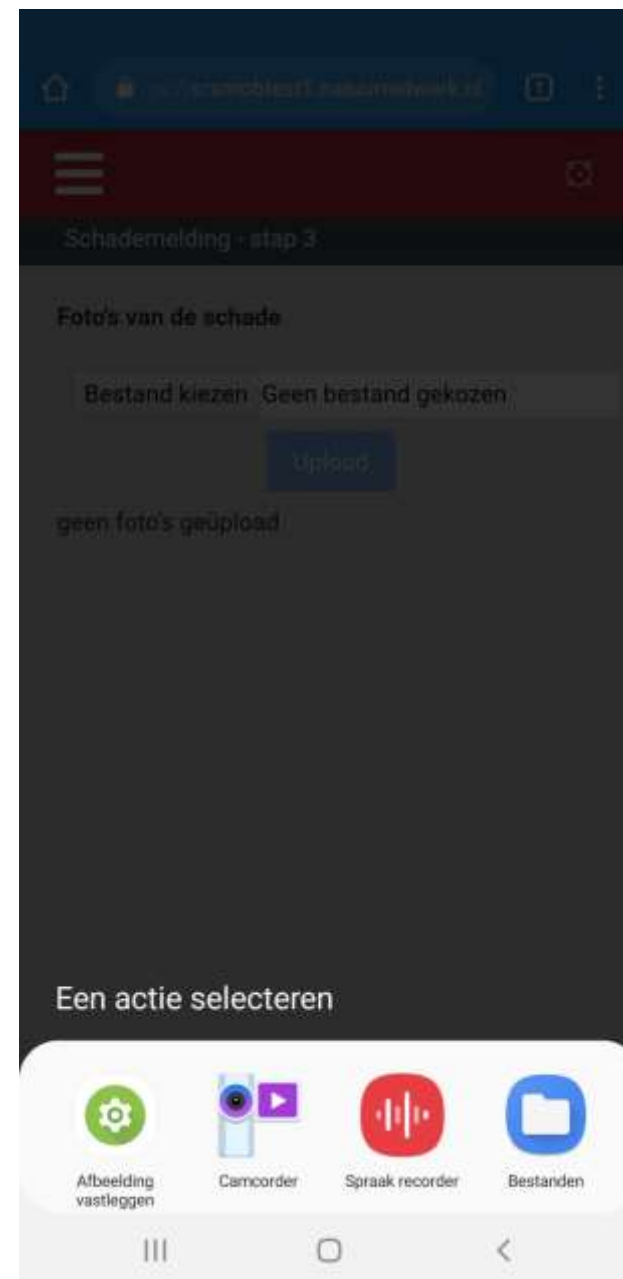 Schademelding - stap 3
Foto's van de schade
Bestand kiezen Geen bestand gekozen
Upload
geen foto's geüpload
Een actie selecteren
Afbeelding vastleggen
Camcorder
Spraak recorder
Bestanden